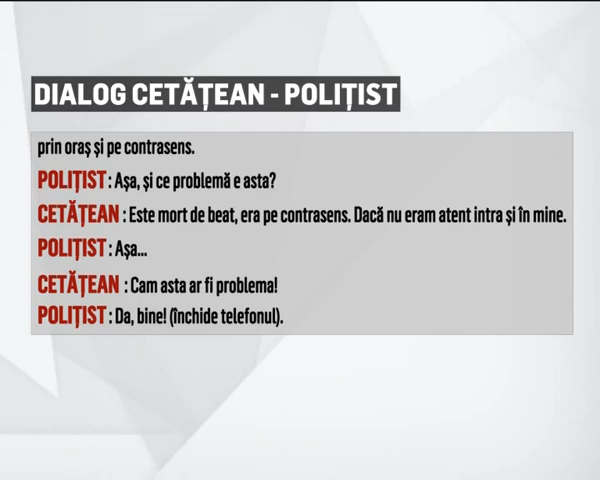 DIALOG CETĂȚEAN - POLIȚIST
prin oraș și pe contrasens.
POLIȚIST : Așa, și ce problemă e asta?
CETĂȚEAN : Este mort de beat, era pe contrasens. Dacă nu eram atent intra și în mine.
POLIȚIST : Așa...
CETĂȚEAN : Cam asta ar fi problema!
POLIȚIST : Da, bine! (închide telefonul).